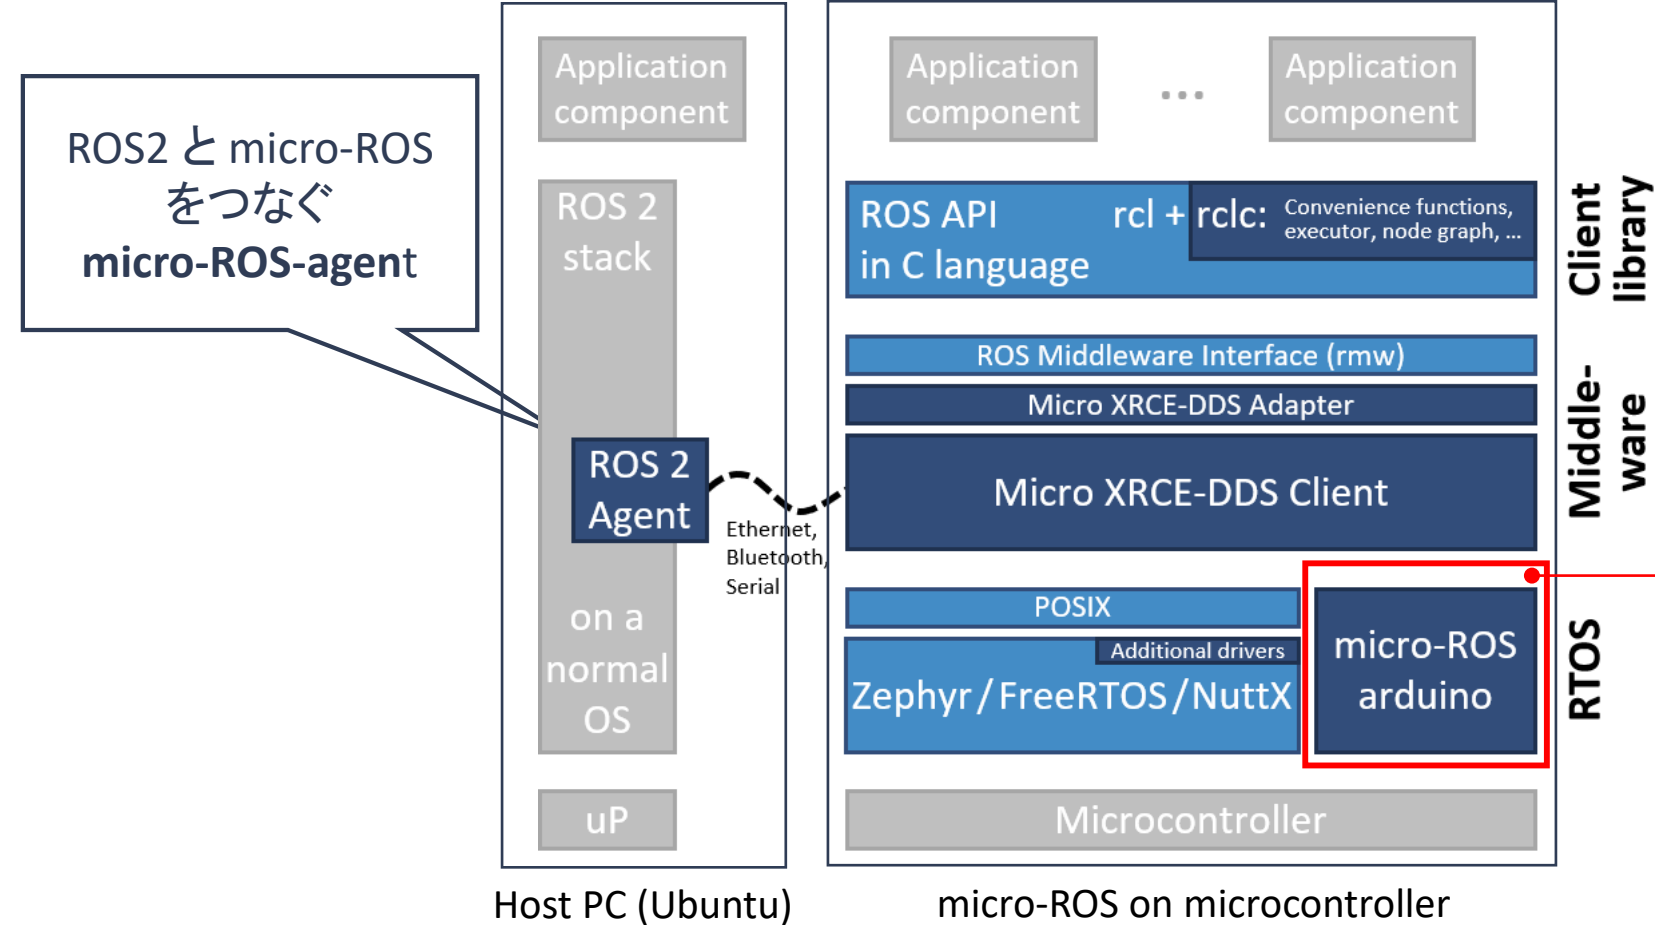 ROS2 と micro-ROS
をつなぐ
micro-ROS-agent
Application
component
ROS 2
stack
ROS 2
Agent
on a
normal
OS
uP
Ethernet,
Bluetooth,
Serial
Host PC (Ubuntu)
Application
component
...
Application
component
ROS API
in C language
rcl + rclc:
Convenience functions,
executor, node graph, ...
ROS Middleware Interface (rmw)
Micro XRCE-DDS Adapter
Micro XRCE-DDS Client
POSIX
Additional drivers
Zephyr/FreeRTOS/NuttX
micro-ROS
arduino
Microcontroller
micro-ROS on microcontroller
Client
library
Middle-
ware
RTOS